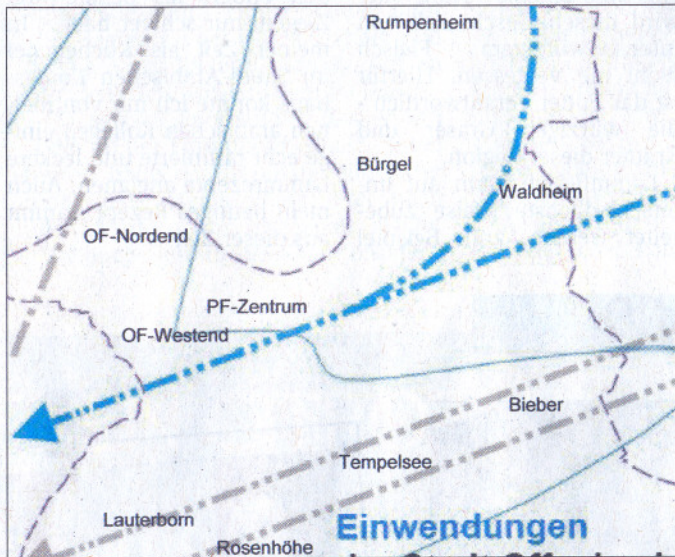 Rumpenheim
Bürgel
Waldheim
OF-Nordend
PF-Zentrum
OF-Westend
Bieber
Tempelsee
Lauterborn
Rosenhöhe
Einwendungen